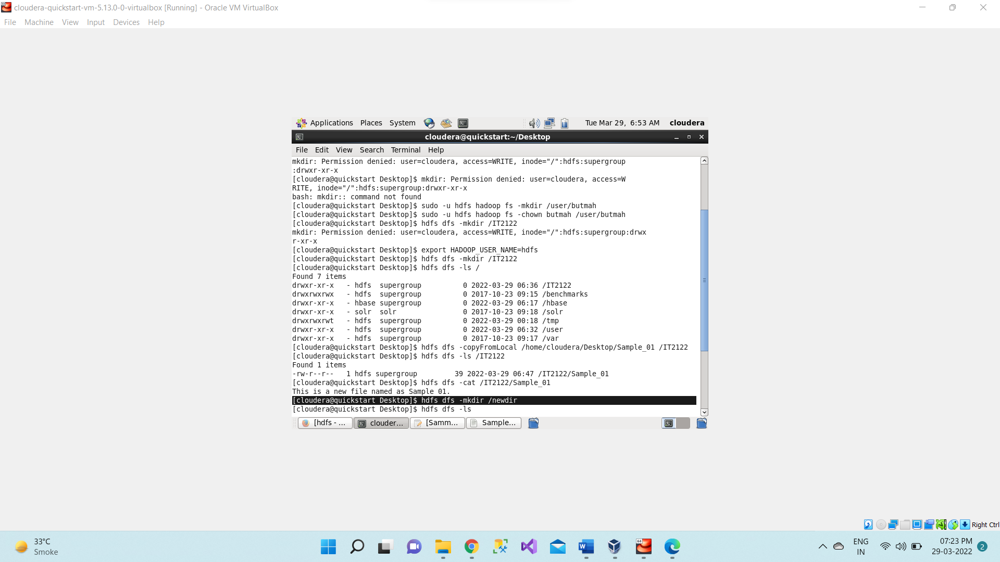 cloudera-quickstart-vm-5.13.0-0-virtualbox [Running] - Oracle VM VirtualBox
File Machine View Input Devices Help
Applications Places System Tue Mar 29, 6:53 AM cloudera
cloudera@quickstart:~/Desktop
File Edit View Search Terminal Help
mkdir: Permission denied: user=cloudera, access=WRITE, inode="/":hdfs:supergroup
:drwxr-xr-x
[cloudera@quickstart Desktop]$ mkdir: Permission denied: user=cloudera, access=W
RITE, inode="/":hdfs:supergroup:drwxr-xr-x
bash: mkdir:: command not found
[cloudera@quickstart Desktop]$ sudo -u hdfs hadoop fs -mkdir /user/butmah
[cloudera@quickstart Desktop]$ sudo -u hdfs hadoop fs -chown butmah /user/butmah
[cloudera@quickstart Desktop]$ hdfs dfs -mkdir /IT2122
mkdir: Permission denied: user=cloudera, access=WRITE, inode="/":hdfs:supergroup:drwx
r-xr-x
[cloudera@quickstart Desktop]$ export HADOOP_USER_NAME=hdfs
[cloudera@quickstart Desktop]$ hdfs dfs -mkdir /IT2122
[cloudera@quickstart Desktop]$ hdfs dfs -ls /
Found 7 items
drwxr-xr-x   - hdfs  supergroup          0 2022-03-29 06:36 /IT2122
drwxrwxrwx   - hdfs  supergroup          0 2017-10-23 09:15 /benchmarks
drwxr-xr-x   - hbase supergroup          0 2022-03-29 06:17 /hbase
drwxr-xr-x   - solr  solr                0 2017-10-23 09:18 /solr
drwxrwxrwt   - hdfs  supergroup          0 2022-03-29 00:18 /tmp
drwxr-xr-x   - hdfs  supergroup          0 2022-03-29 06:32 /user
drwxr-xr-x   - hdfs  supergroup          0 2017-10-23 09:17 /var
[cloudera@quickstart Desktop]$ hdfs dfs -copyFromLocal /home/cloudera/Desktop/Sample_01 /IT2122
[cloudera@quickstart Desktop]$ hdfs dfs -ls /IT2122
Found 1 items
-rw-r--r--   1 hdfs supergroup         39 2022-03-29 06:47 /IT2122/Sample_01
[cloudera@quickstart Desktop]$ hdfs dfs -cat /IT2122/Sample_01
This is a new file named as Sample 01.
[cloudera@quickstart Desktop]$ hdfs dfs -mkdir /newdir
[cloudera@quickstart Desktop]$ hdfs dfs -ls
[hdfs - ... clouder... [Samm... Sample...
Right Ctrl
33°C
Smoke
64
ENG
IN
07:23 PM
29-03-2022
2